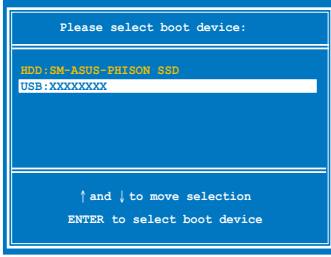 Please select boot device:
HDD:SM-ASUS-PHISON SSD
USB:XXXXXXXX
↑ and ↓ to move selection
ENTER to select boot device